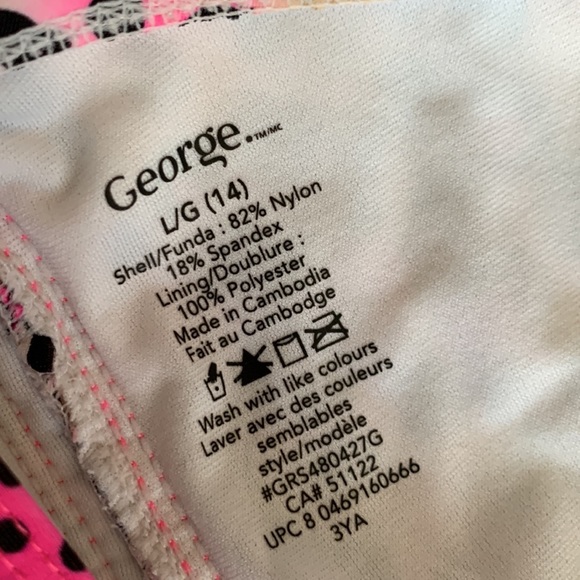 George.™/MC
L/G (14)
Shell/Funda : 82% Nylon
18% Spandex
Lining/Doublure :
100% Polyester
Made in Cambodia
Fait au Cambodge
Wash with like colours
Laver avec des couleurs
semblables
style/modèle
#GRS480427G
CA# 51122
UPC 8 0469160666
3YA